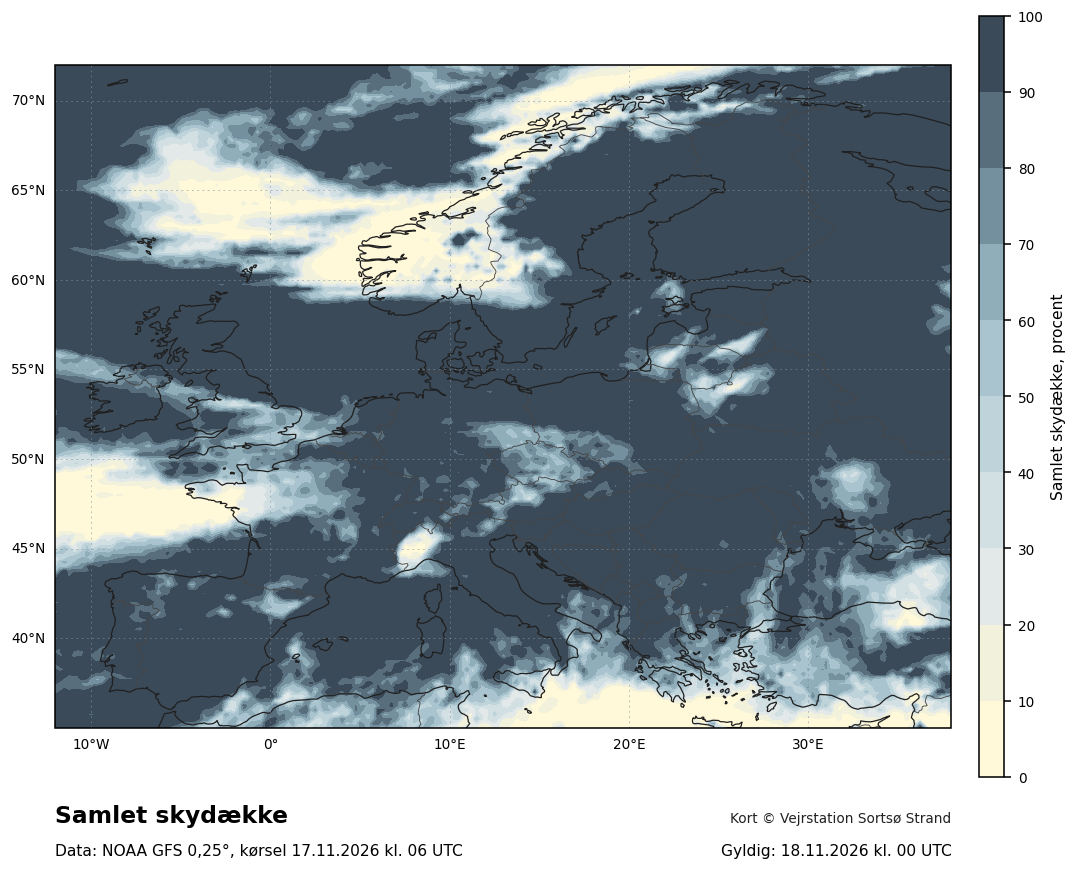 100
90
80
70
60
50
40
30
20
10
0
Samlet skydække, procent
70°N
65°N
60°N
55°N
50°N
45°N
40°N
10°W
0°
10°E
20°E
30°E
Samlet skydække
Kort © Vejrstation Sortsø Strand
Data: NOAA GFS 0,25°, kørsel 17.11.2026 kl. 06 UTC
Gyldig: 18.11.2026 kl. 00 UTC